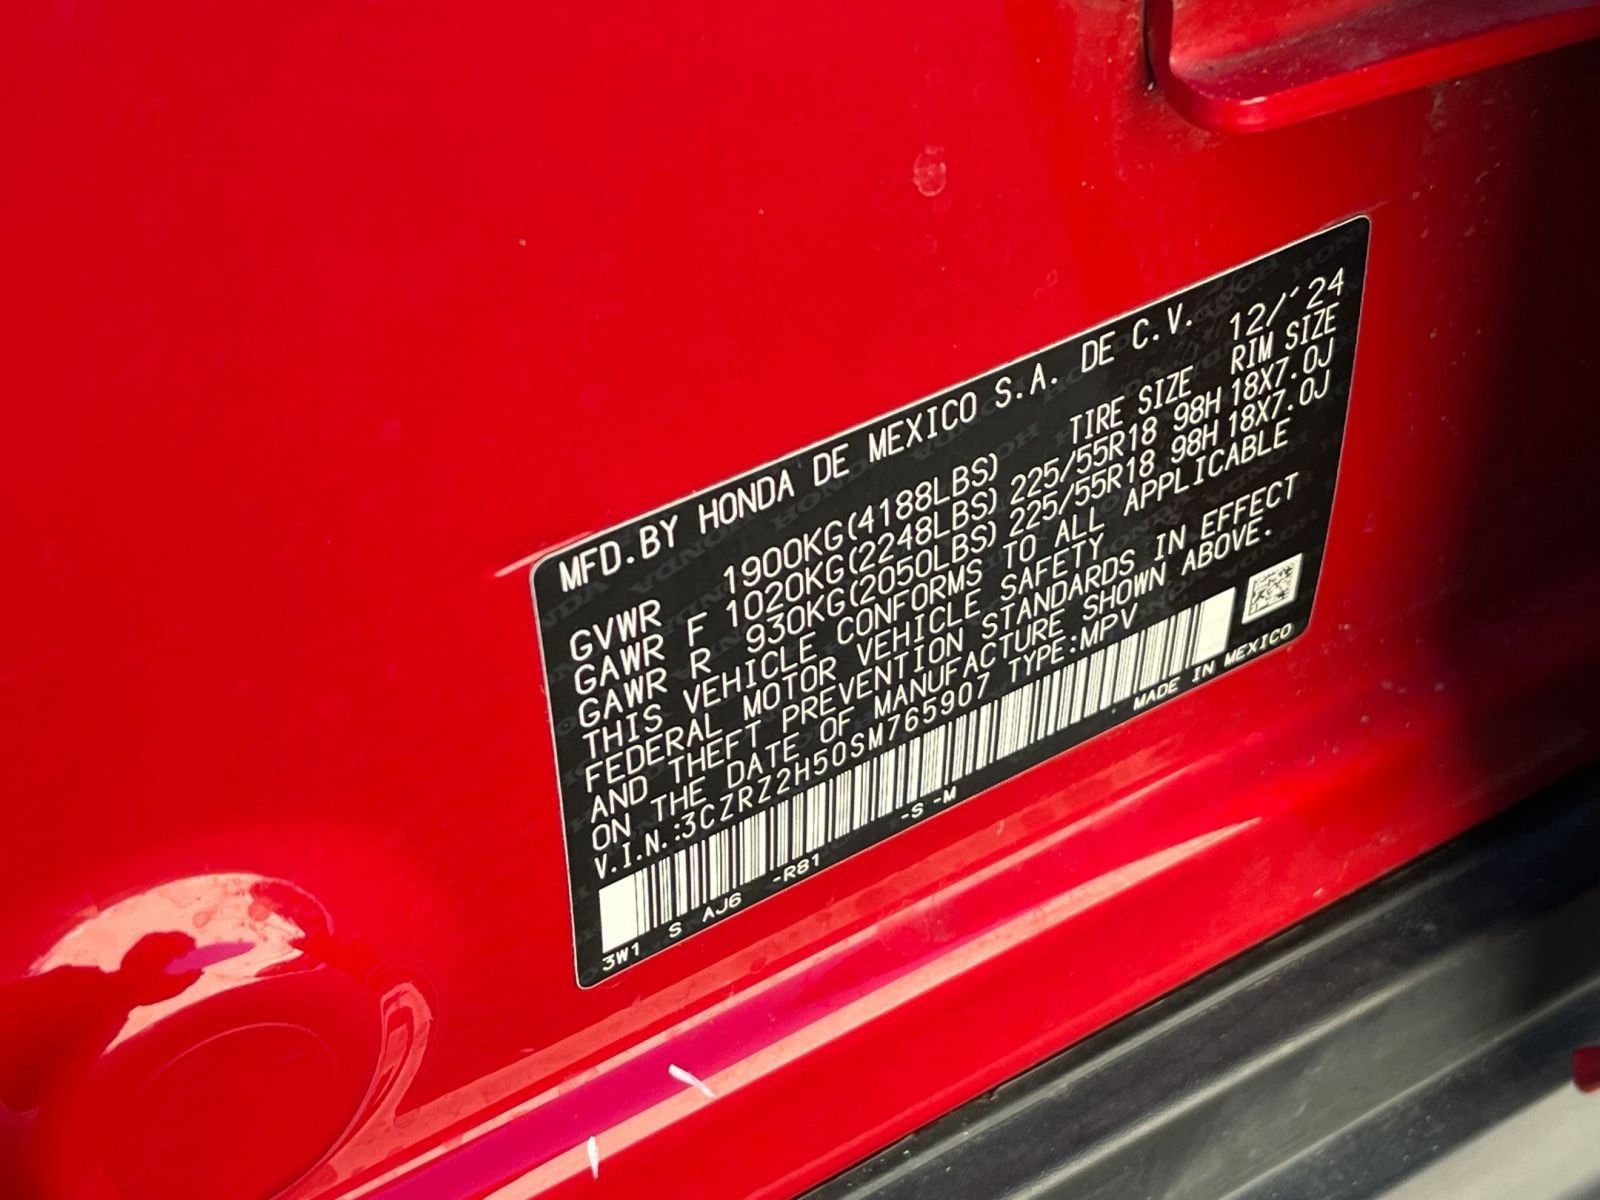 MFD.BY HONDA DE MEXICO S.A. DE C.V. 12/'24
TIRE SIZE RIM SIZE
GVWR 1900KG(4188LBS)
GAWR F 1020KG(2248LBS) 225/55R18 98H 18X7.0J
GAWR R 930KG(2050LBS) 225/55R18 98H 18X7.0J
THIS VEHICLE CONFORMS TO ALL APPLICABLE
FEDERAL MOTOR VEHICLE SAFETY
AND THEFT PREVENTION STANDARDS IN EFFECT
ON THE DATE OF MANUFACTURE SHOWN ABOVE.
V.I.N.:3CZRZ2H50SM765907 TYPE:MPV
MADE IN MEXICO
3W1 S AJ6 -R81 -S -M